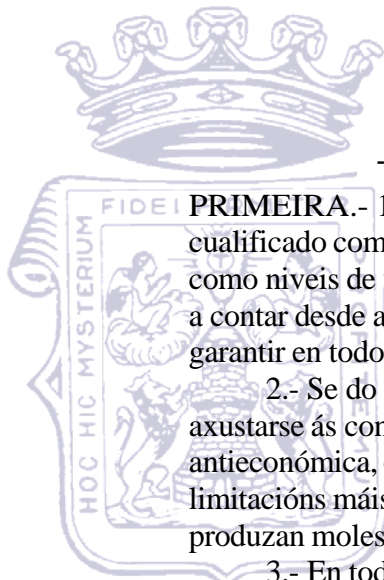 PRIMEIRA.- 1
cualificado com
como niveis de
a contar desde a
garantir en todo
2.- Se do
axustarse ás con
antieconómica,
limitacións máis
produzan moles
3.- En tod
HOC HIC MYSTERIUM
FIDEI